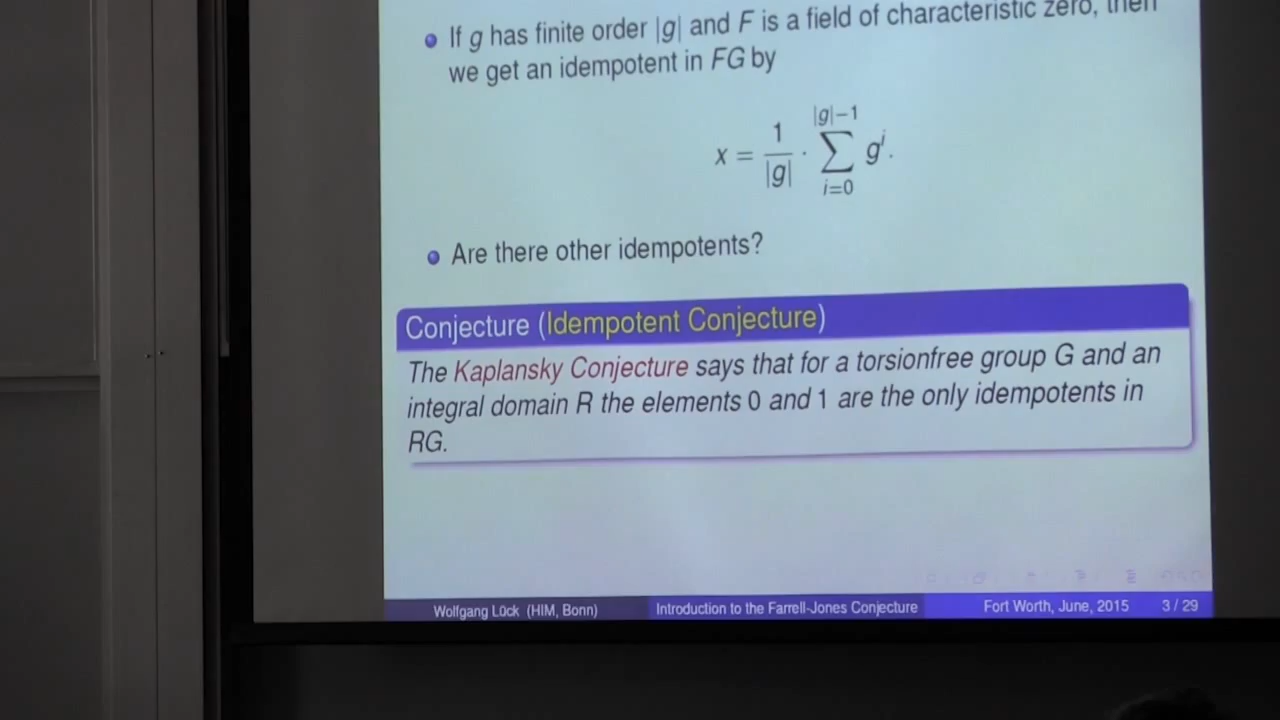 If g has finite order |g| and F is a field of characteristic zero, then
we get an idempotent in FG by
x = 1/|g| · ∑_{i=0}^{|g|−1} g^i.
Are there other idempotents?
Conjecture (Idempotent Conjecture)
The Kaplansky Conjecture says that for a torsionfree group G and an
integral domain R the elements 0 and 1 are the only idempotents in
RG.
Wolfgang Lück (HIM, Bonn) Introduction to the Farrell-Jones Conjecture Fort Worth, June, 2015 3 / 29